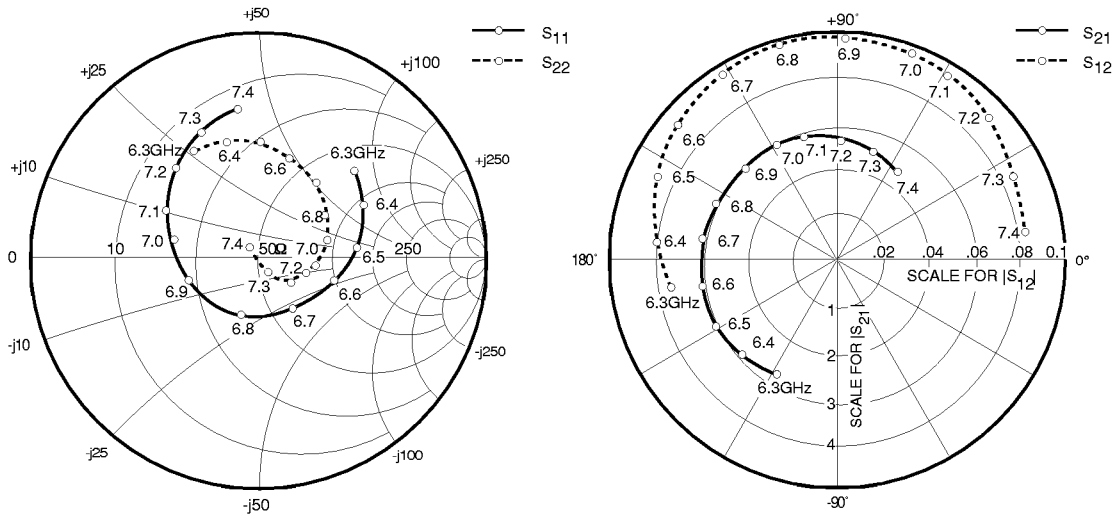 +j50
S11
S22
+j25
+j100
7.4
7.3
6.3GHz
6.4
6.6
6.3GHz
+j10
7.2
+j250
7.1
6.8
6.4
7.0
7.4
50Ω
7.0
0
10
250
6.5
7.3
7.2
6.9
6.6
6.8
6.7
-j10
-j250
-j25
-j100
-j50
+90°
S21
S12
6.9
6.8
7.0
6.7
7.1
7.2
6.6
7.0
7.1
7.2
7.3
6.5
6.9
7.4
7.3
6.8
6.4
6.7
7.4
180°
.02
.04
.06
.08
0.1
0°
SCALE FOR |S12|
6.3GHz
6.6
1
6.5
6.4
2
6.3GHz
SCALE FOR |S21|
3
4
-90°